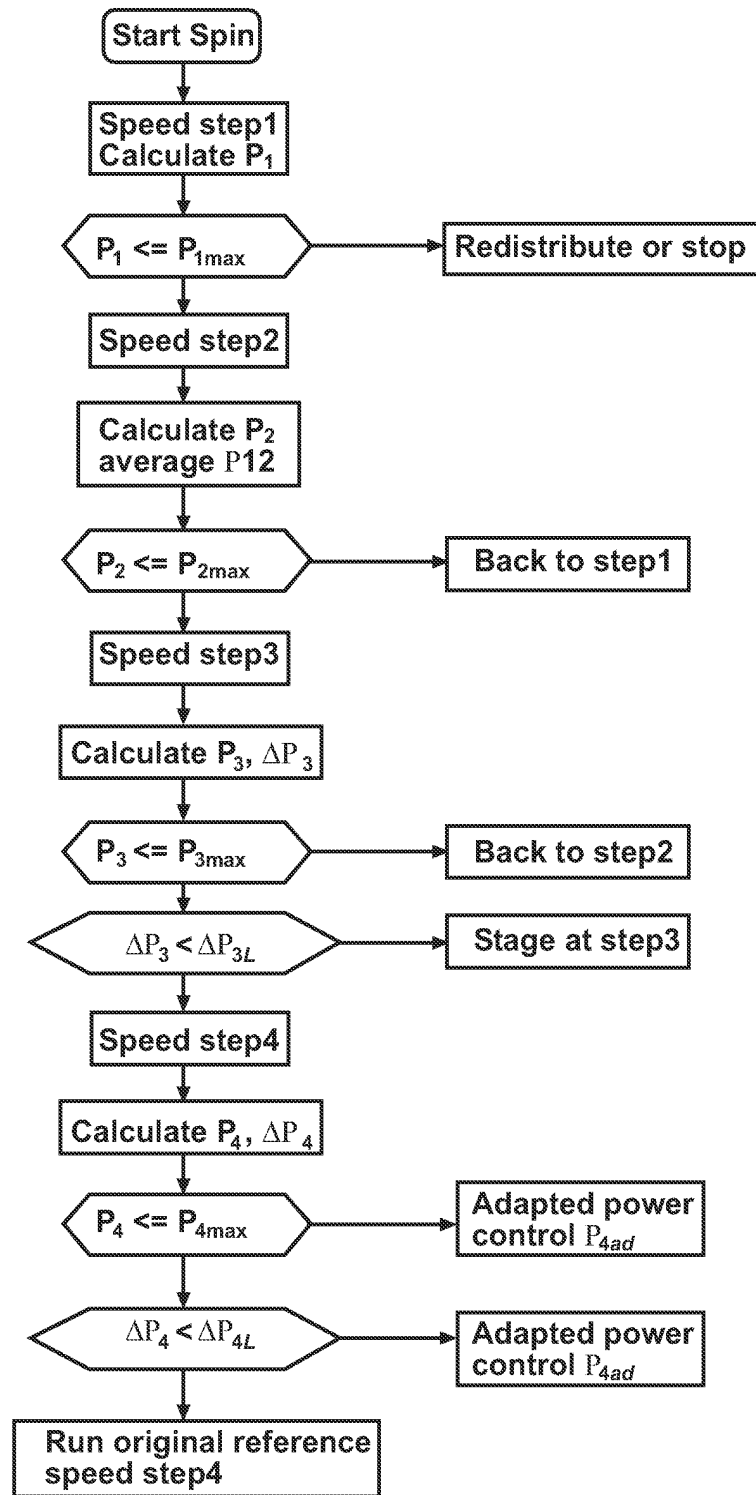 Start Spin
Speed step1
Calculate P₁
P₁ <= P₁max
Redistribute or stop
Speed step2
Calculate P₂
average P12
P₂ <= P₂max
Back to step1
Speed step3
Calculate P₃, ΔP₃
P₃ <= P₃max
Back to step2
ΔP₃ < ΔP₃L
Stage at step3
Speed step4
Calculate P₄, ΔP₄
P₄ <= P₄max
Adapted power
control P₄ad
ΔP₄ < ΔP₄L
Adapted power
control P₄ad
Run original reference
speed step4